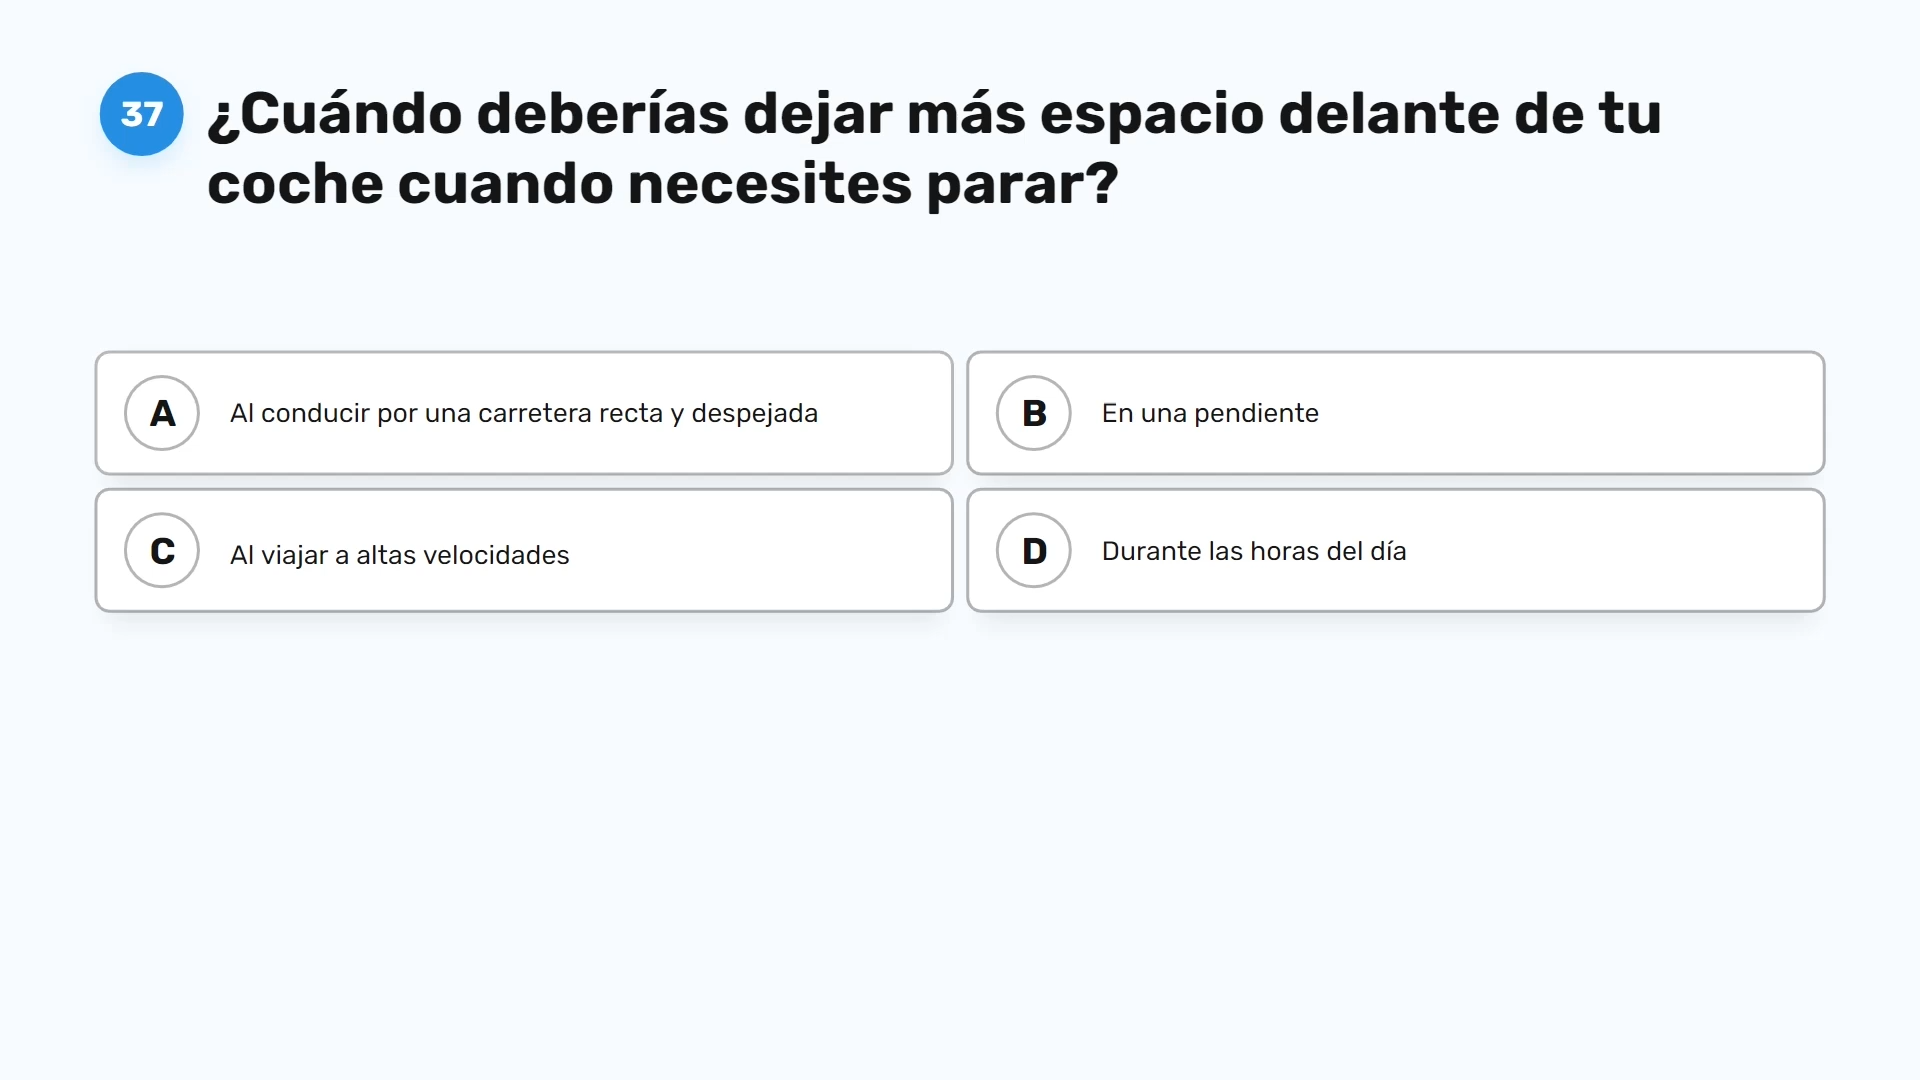 37
¿Cuándo deberías dejar más espacio delante de tu
coche cuando necesites parar?
A Al conducir por una carretera recta y despejada
B En una pendiente
C Al viajar a altas velocidades
D Durante las horas del día